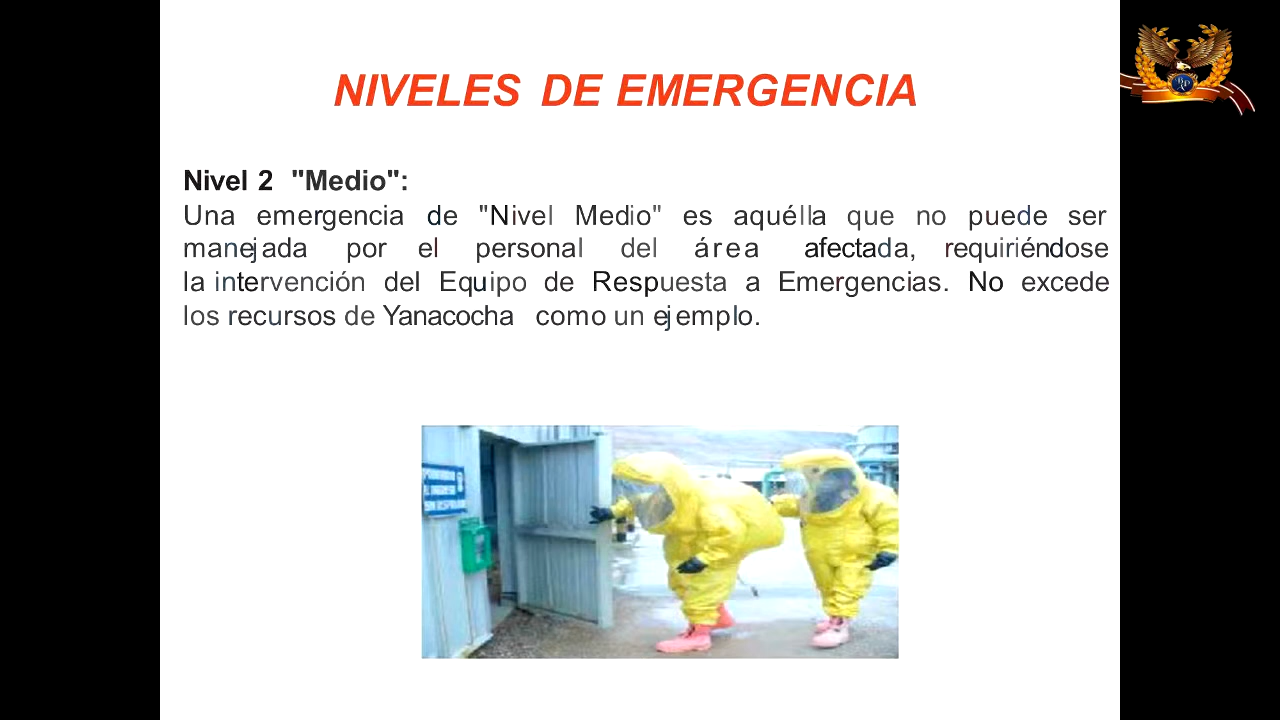 NIVELES DE EMERGENCIA
Nivel 2 "Medio":
Una emergencia de "Nivel Medio" es aquélla que no puede ser
manejada por el personal del área afectada, requiriéndose
la intervención del Equipo de Respuesta a Emergencias. No excede
los recursos de Yanacocha como un ejemplo.